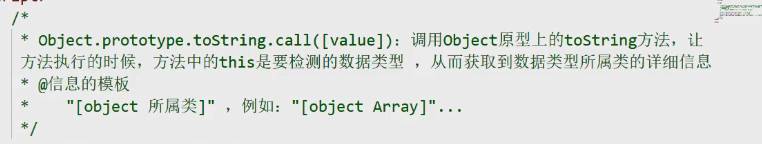 /*
* Object.prototype.toString.call([value]): 调用Object原型上的toString方法，让
方法执行的时候，方法中的this是要检测的数据类型 ，从而获取到数据类型所属类的详细信息
* @信息的模板
* "[object 所属类]" ，例如："[object Array]"...
*/